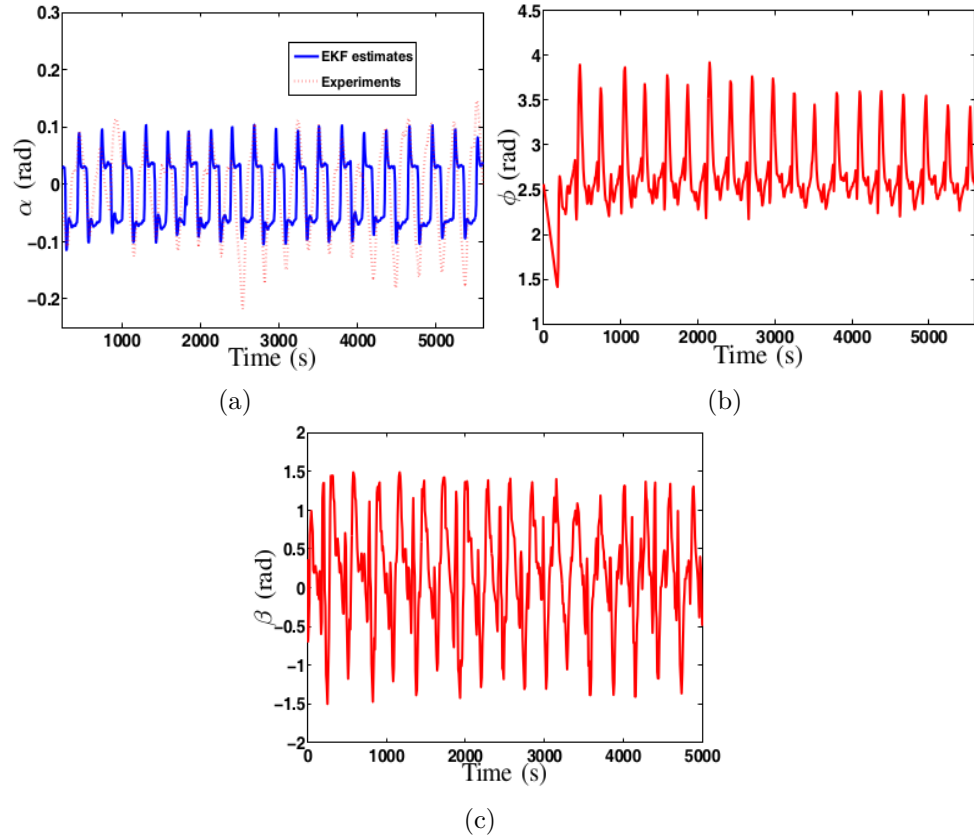 0.3
0.2
0.1
0
−0.1
−0.2
α (rad)
EKF estimates
Experiments
1000 2000 3000 4000 5000
Time (s)
(a)
4.5
4
3.5
3
2.5
2
1.5
1
ϕ (rad)
0 1000 2000 3000 4000 5000
Time (s)
(b)
2
1.5
1
0.5
0
−0.5
−1
−1.5
−2
β (rad)
0 1000 2000 3000 4000 5000
Time (s)
(c)